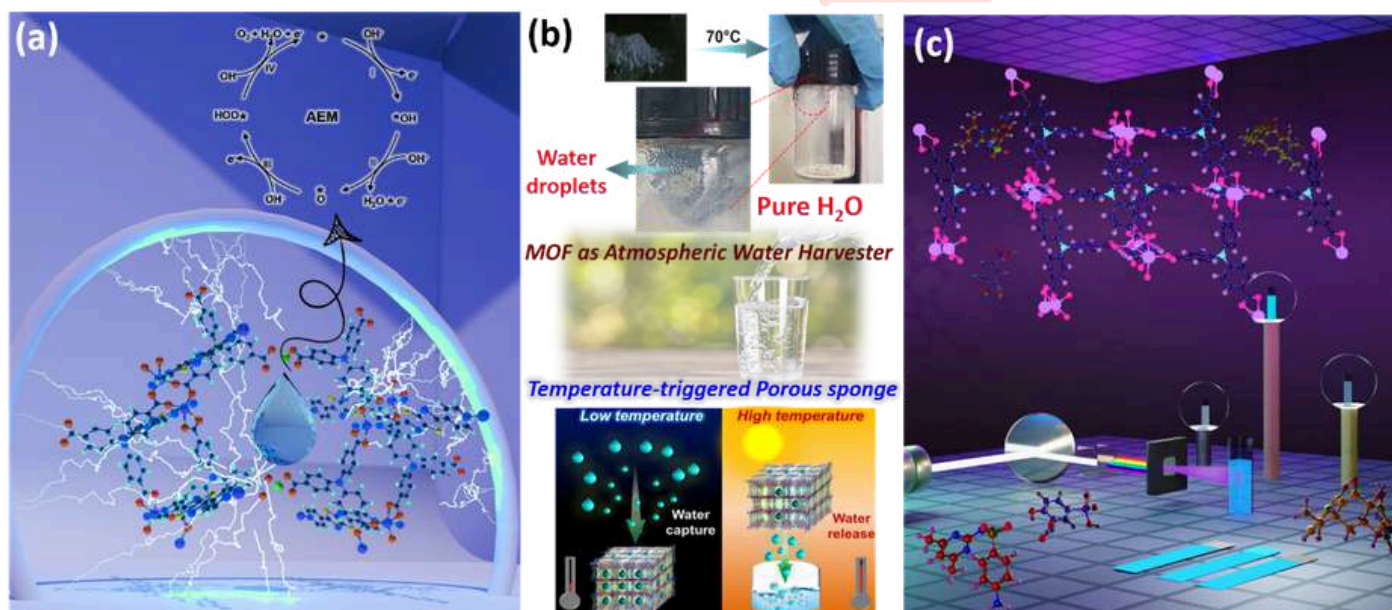 (a)
O₂ + H₂O + e⁻
*
OH⁻
IV
I
OH⁻
e⁻
HOO*
AEM
*OH
e⁻
III
II
OH⁻
OH⁻
*
O
H₂O + e⁻
(b)
70°C
Water
droplets
Pure H₂O
MOF as Atmospheric Water Harvester
Temperature-triggered Porous sponge
Low temperature
High temperature
Water
capture
Water
release
(c)